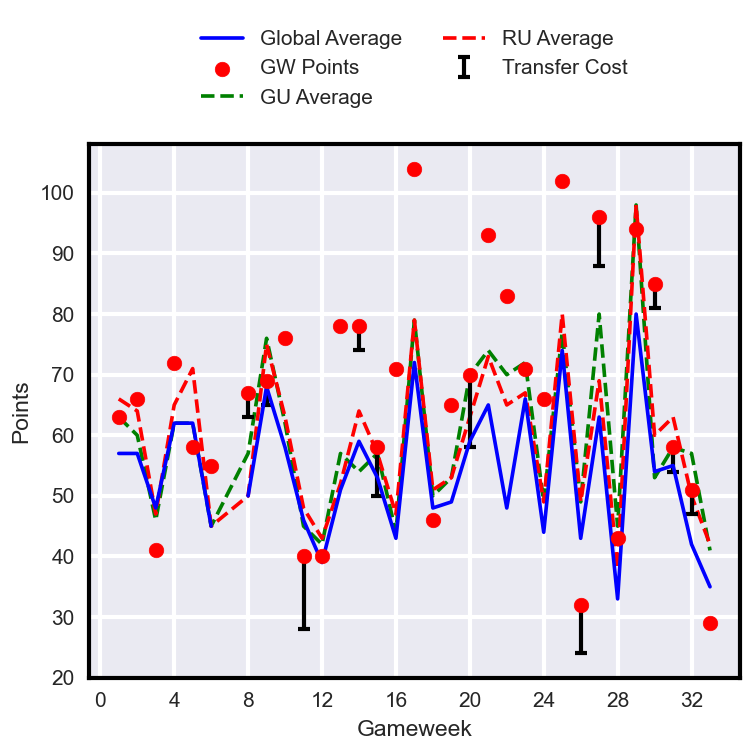 Global Average
GW Points
GU Average
RU Average
Transfer Cost
Points
100
90
80
70
60
50
40
30
20
0 4 8 12 16 20 24 28 32
Gameweek